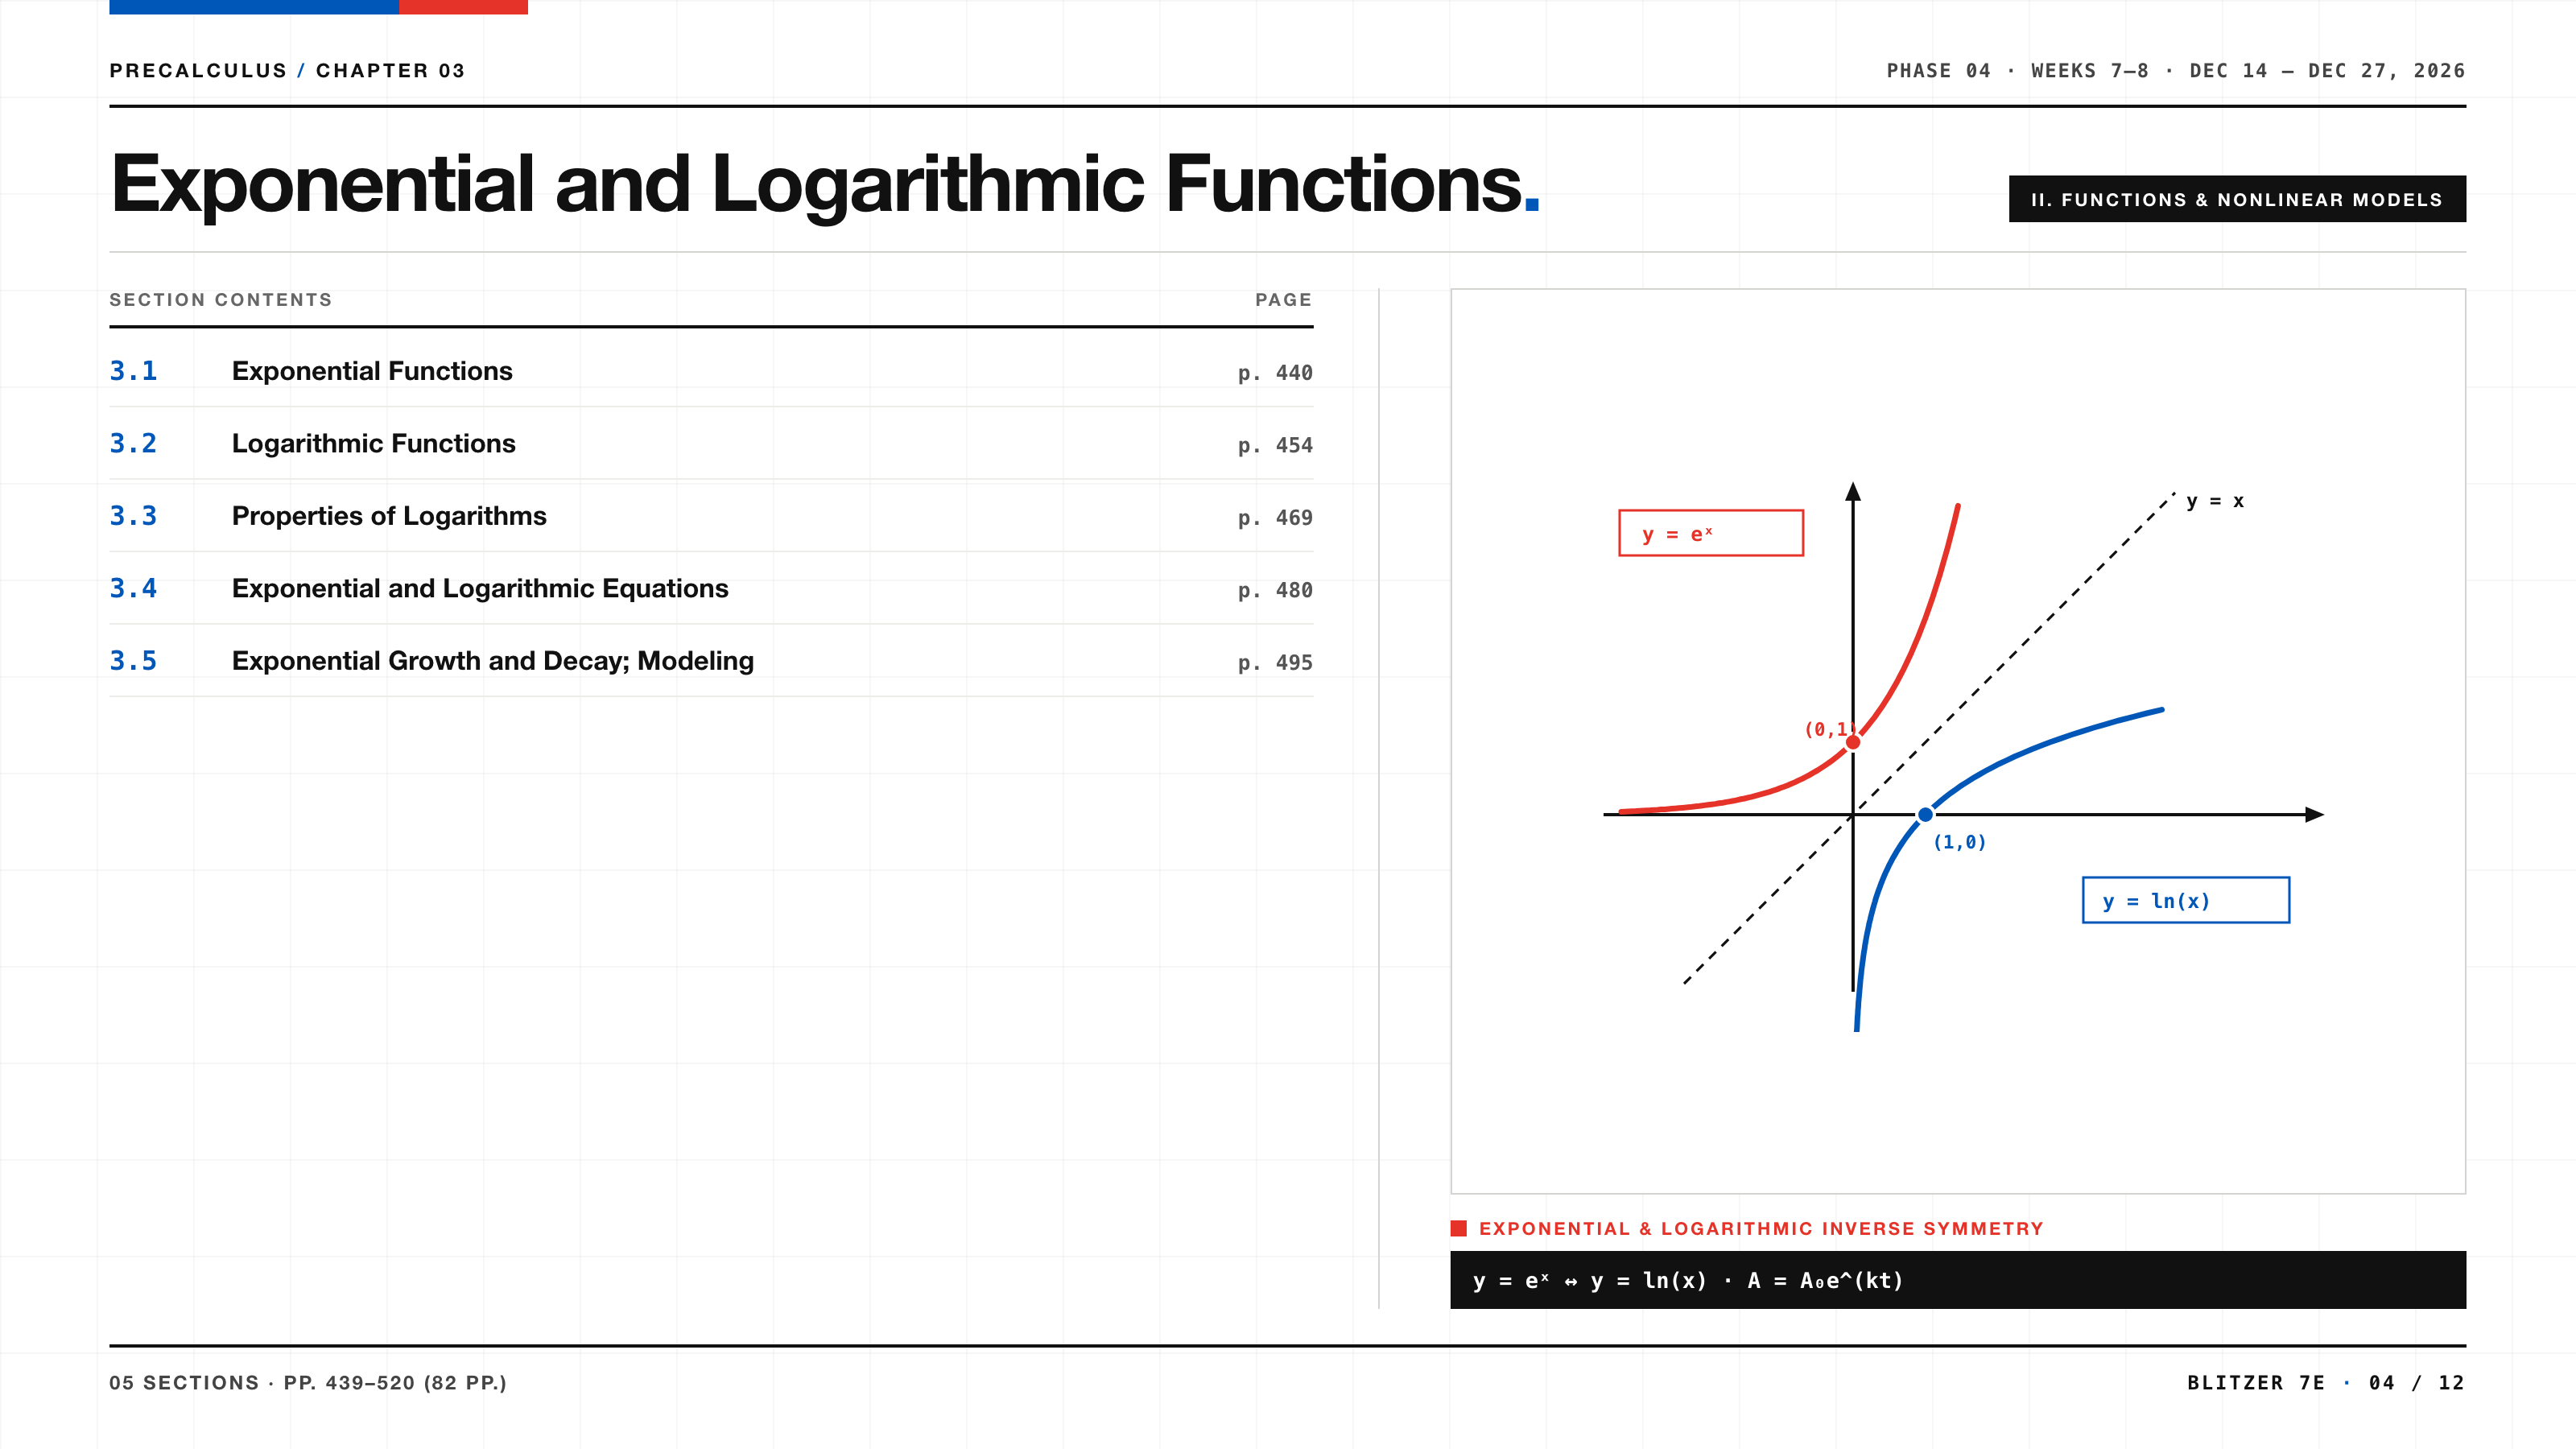 PRECALCULUS / CHAPTER 03
PHASE 04 · WEEKS 7–8 · DEC 14 – DEC 27, 2026
Exponential and Logarithmic Functions.
II. FUNCTIONS & NONLINEAR MODELS
SECTION CONTENTS PAGE
3.1 Exponential Functions p. 440
3.2 Logarithmic Functions p. 454
3.3 Properties of Logarithms p. 469
3.4 Exponential and Logarithmic Equations p. 480
3.5 Exponential Growth and Decay; Modeling p. 495
y = x
y = eˣ
(0,1)
(1,0)
y = ln(x)
EXPONENTIAL & LOGARITHMIC INVERSE SYMMETRY
y = eˣ ↔ y = ln(x) · A = A₀e^(kt)
05 SECTIONS · PP. 439–520 (82 PP.)
BLITZER 7E · 04 / 12